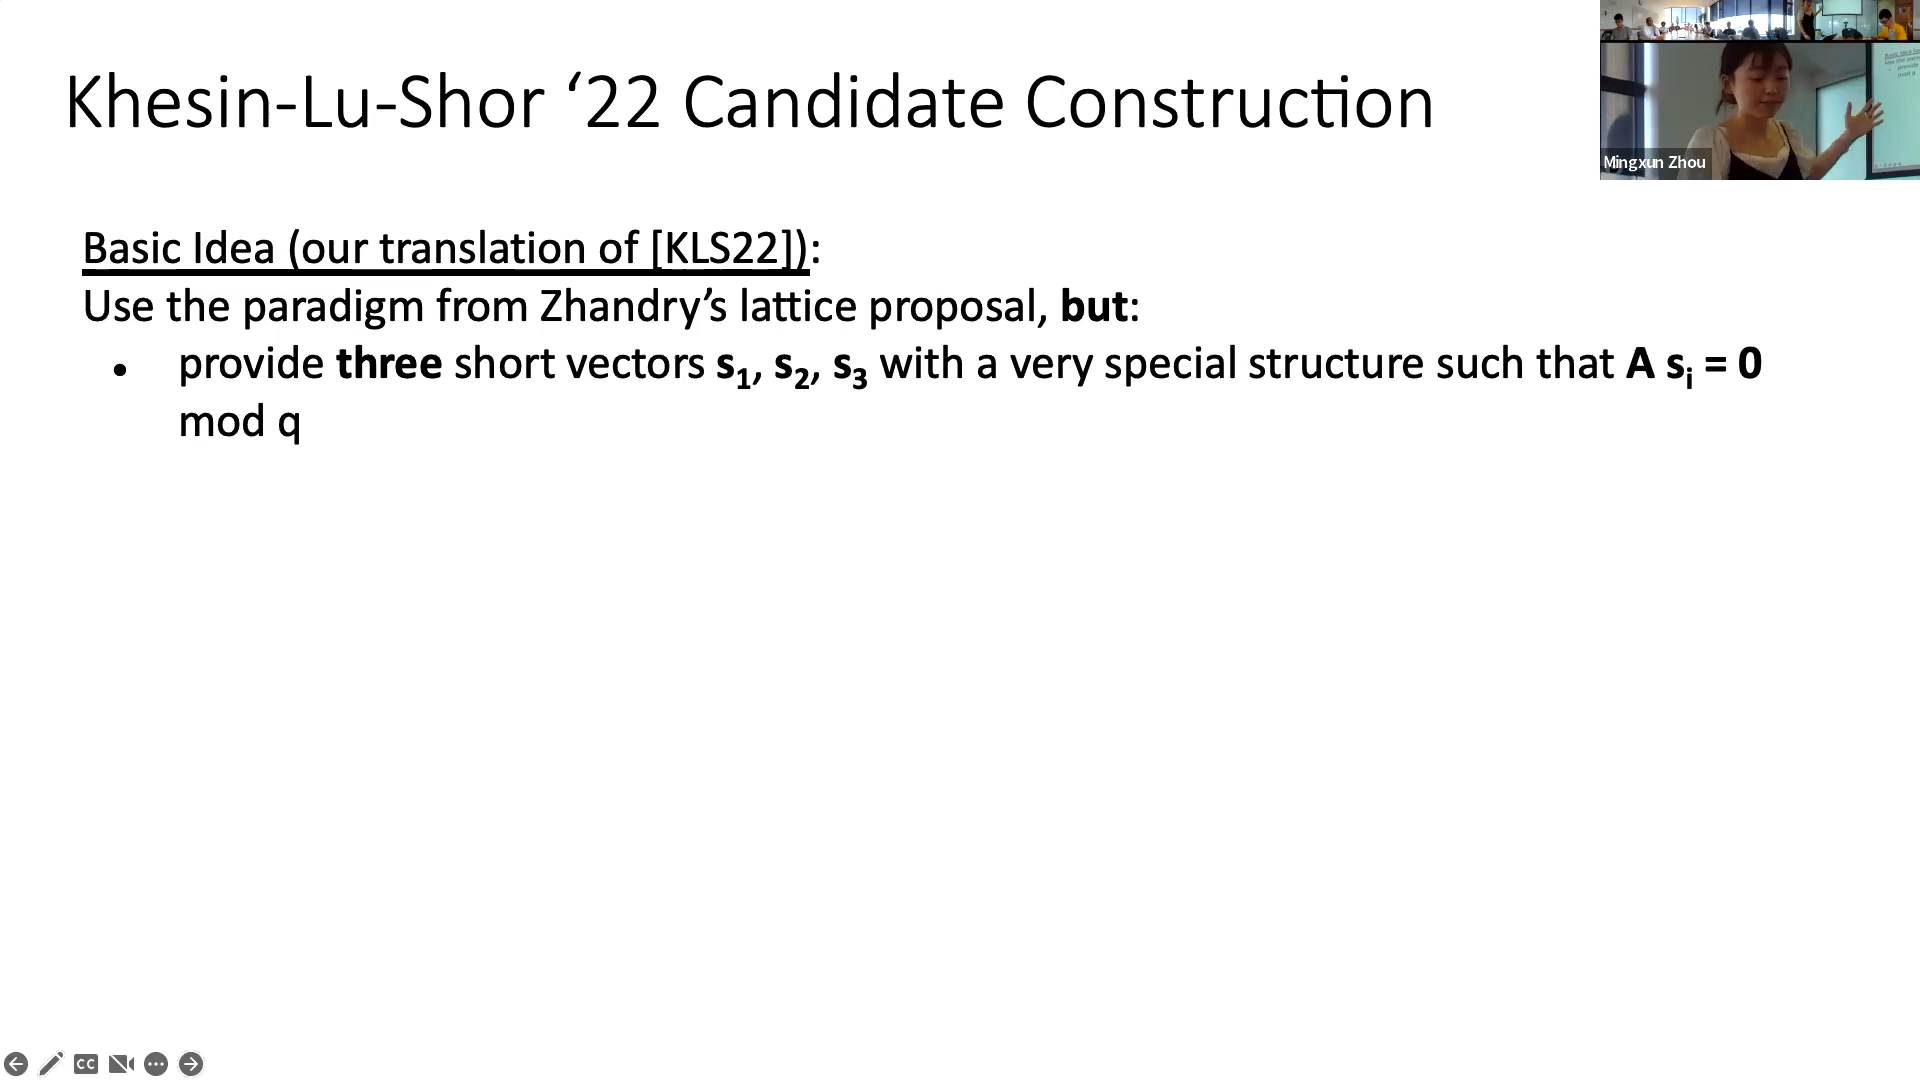 Khesin-Lu-Shor ‘22 Candidate Construction
Mingxun Zhou
Basic Idea (our translation of [KLS22]):
Use the paradigm from Zhandry’s lattice proposal, but:
• provide three short vectors s1, s2, s3 with a very special structure such that A si = 0
mod q
CC